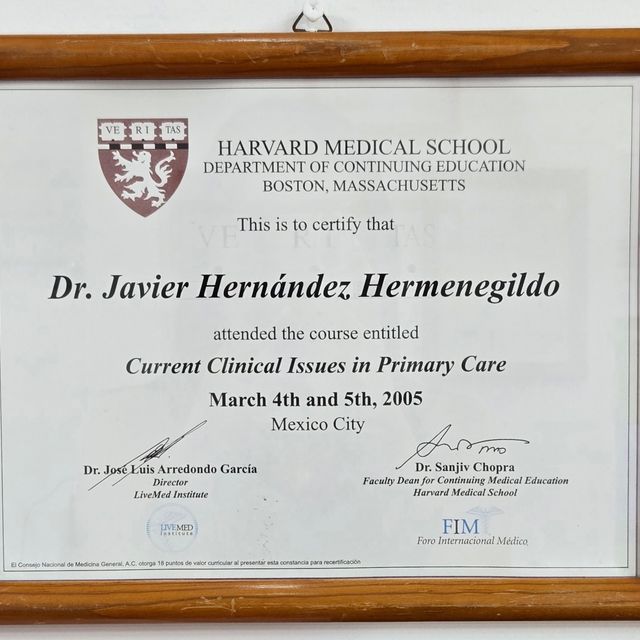 VE RI TAS
HARVARD MEDICAL SCHOOL
DEPARTMENT OF CONTINUING EDUCATION
BOSTON, MASSACHUSETTS
This is to certify that
VE RI TAS
Dr. Javier Hernández Hermenegildo
attended the course entitled
Current Clinical Issues in Primary Care
March 4th and 5th, 2005
Mexico City
Dr. José Luis Arredondo García
Director
LiveMed Institute
Dr. Sanjiv Chopra
Faculty Dean for Continuing Medical Education
Harvard Medical School
LIVEMED
Institute
FIM
Foro Internacional Médico
El Consejo Nacional de Medicina General, A.C. otorga 18 puntos de valor curricular al presentar esta constancia para recertificación